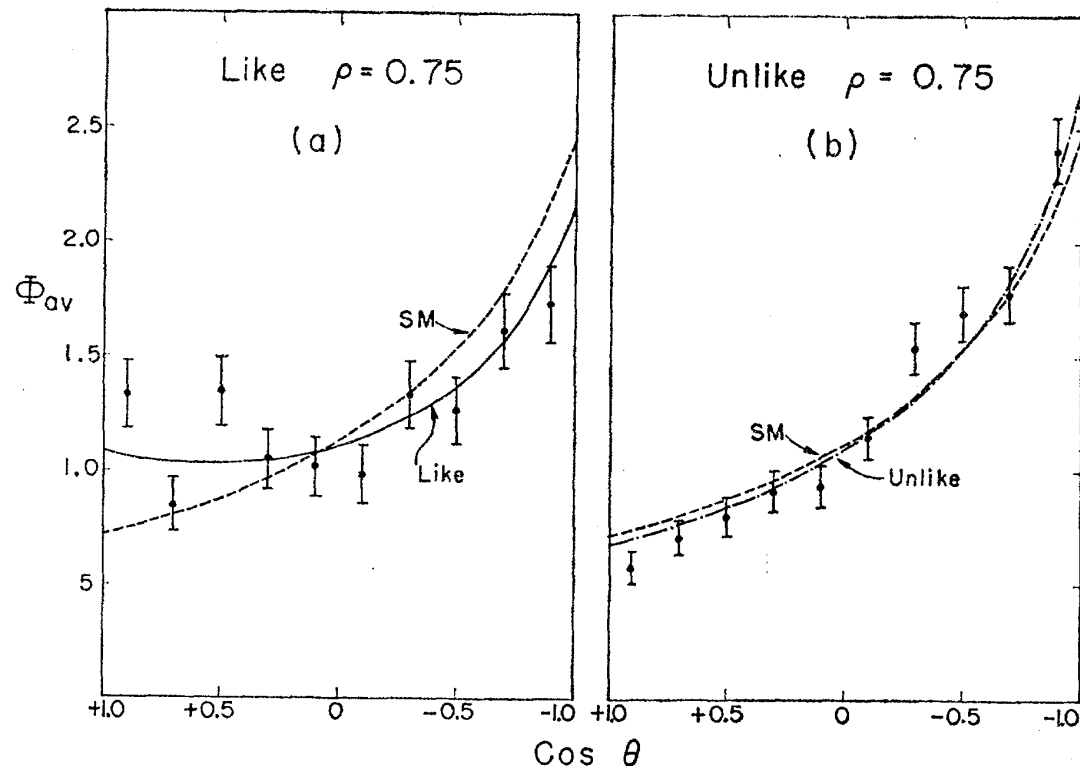 Like ρ = 0.75
(a)
2.5
2.0
Φav
1.5
1.0
5
SM
Like
+1.0 +0.5 0 -0.5 -1.0
Unlike ρ = 0.75
(b)
SM
Unlike
+1.0 +0.5 0 -0.5 -1.0
Cos θ